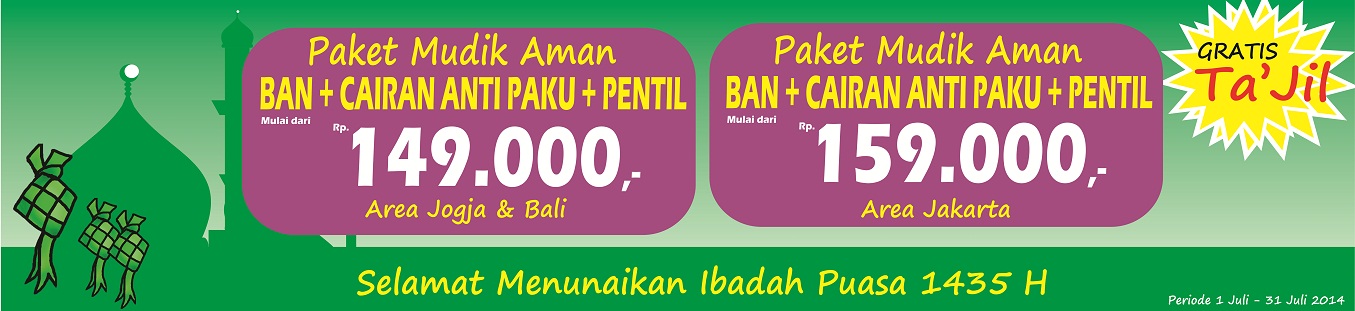 Paket Mudik Aman
BAN + CAIRAN ANTI PAKU + PENTIL
Mulai dari
Rp. 149.000,-
Area Jogja & Bali
Paket Mudik Aman
BAN + CAIRAN ANTI PAKU + PENTIL
Mulai dari
Rp. 159.000,-
Area Jakarta
GRATIS
Ta'Jil
Selamat Menunaikan Ibadah Puasa 1435 H
Periode 1 Juli - 31 Juli 2014